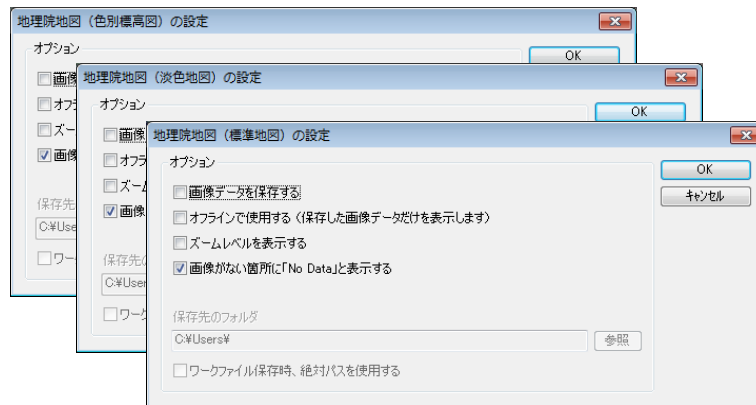 地理院地図（色別標高図）の設定
オプション
OK
画像
オフラ
ズー
画像
保存先
C:¥Use
ワー
地理院地図（淡色地図）の設定
オプション
OK
画像
オフラ
ズームレ
画像
保存先の
C:¥User
ワーク
地理院地図（標準地図）の設定
オプション
OK
キャンセル
画像データを保存する
オフラインで使用する（保存した画像データだけを表示します）
ズームレベルを表示する
画像がない箇所に「No Data」と表示する
保存先のフォルダ
C:¥Users¥
参照
ワークファイル保存時、絶対パスを使用する